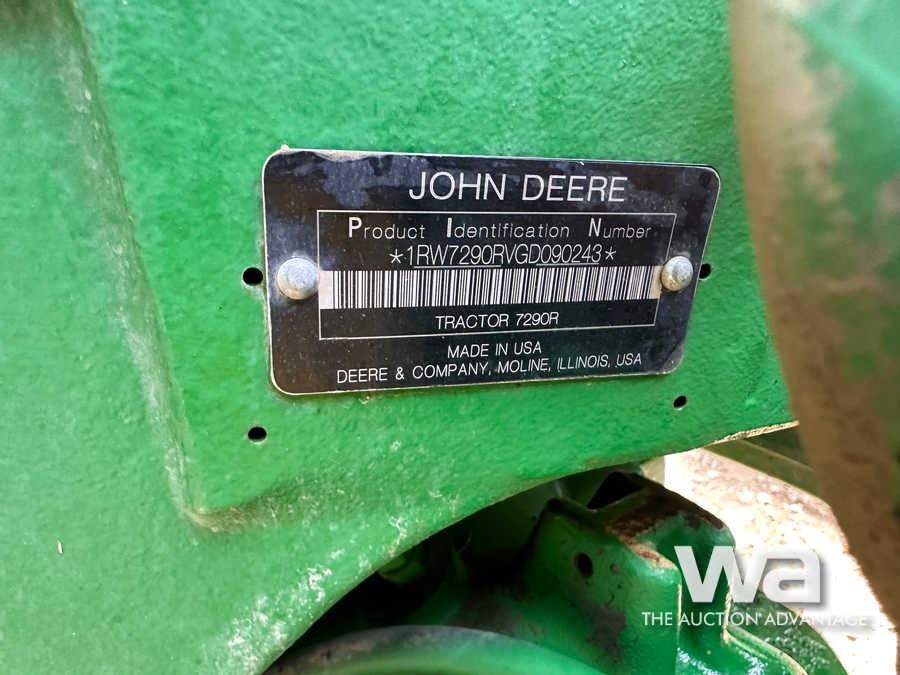 JOHN DEERE
Product Identification Number
*1RW7290RVGD090243*
TRACTOR 7290R
MADE IN USA
DEERE & COMPANY, MOLINE, ILLINOIS, USA
wa
THE AUCTION ADVANTAGE